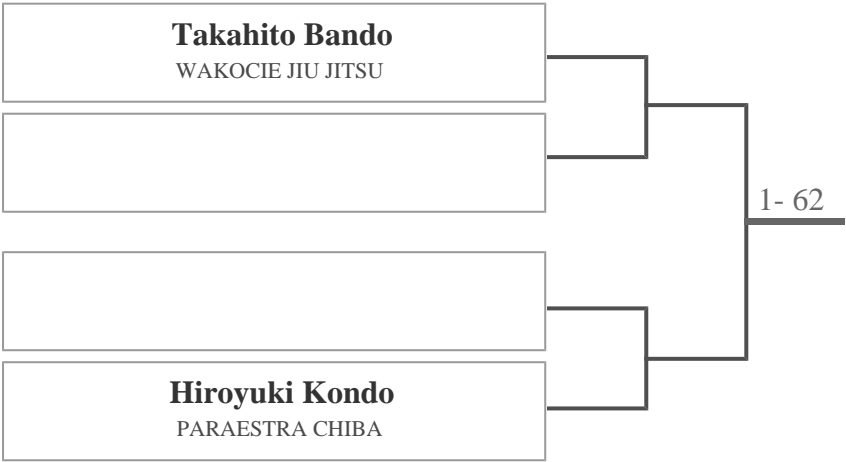 Takahito Bando
WAKOCIE JIU JITSU
1- 62
Hiroyuki Kondo
PARAESTRA CHIBA